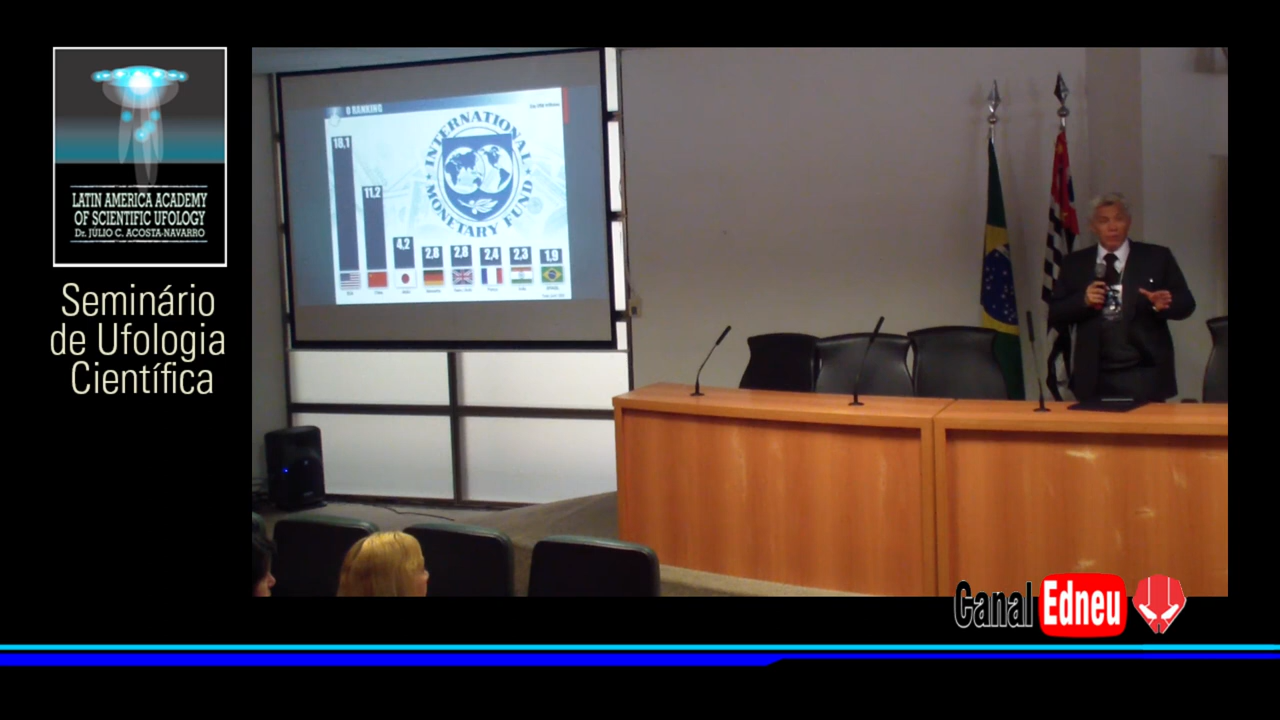 LATIN AMERICA ACADEMY
OF SCIENTIFIC UFOLOGY
Dr. JÚLIO C. ACOSTA-NAVARRO
Seminário
de Ufologia
Científica
O RANKING
18,1
11,2
4,2
2,8
2,8
2,4
2,3
1,9
INTERNATIONAL
MONETARY FUND
Canal Edneu